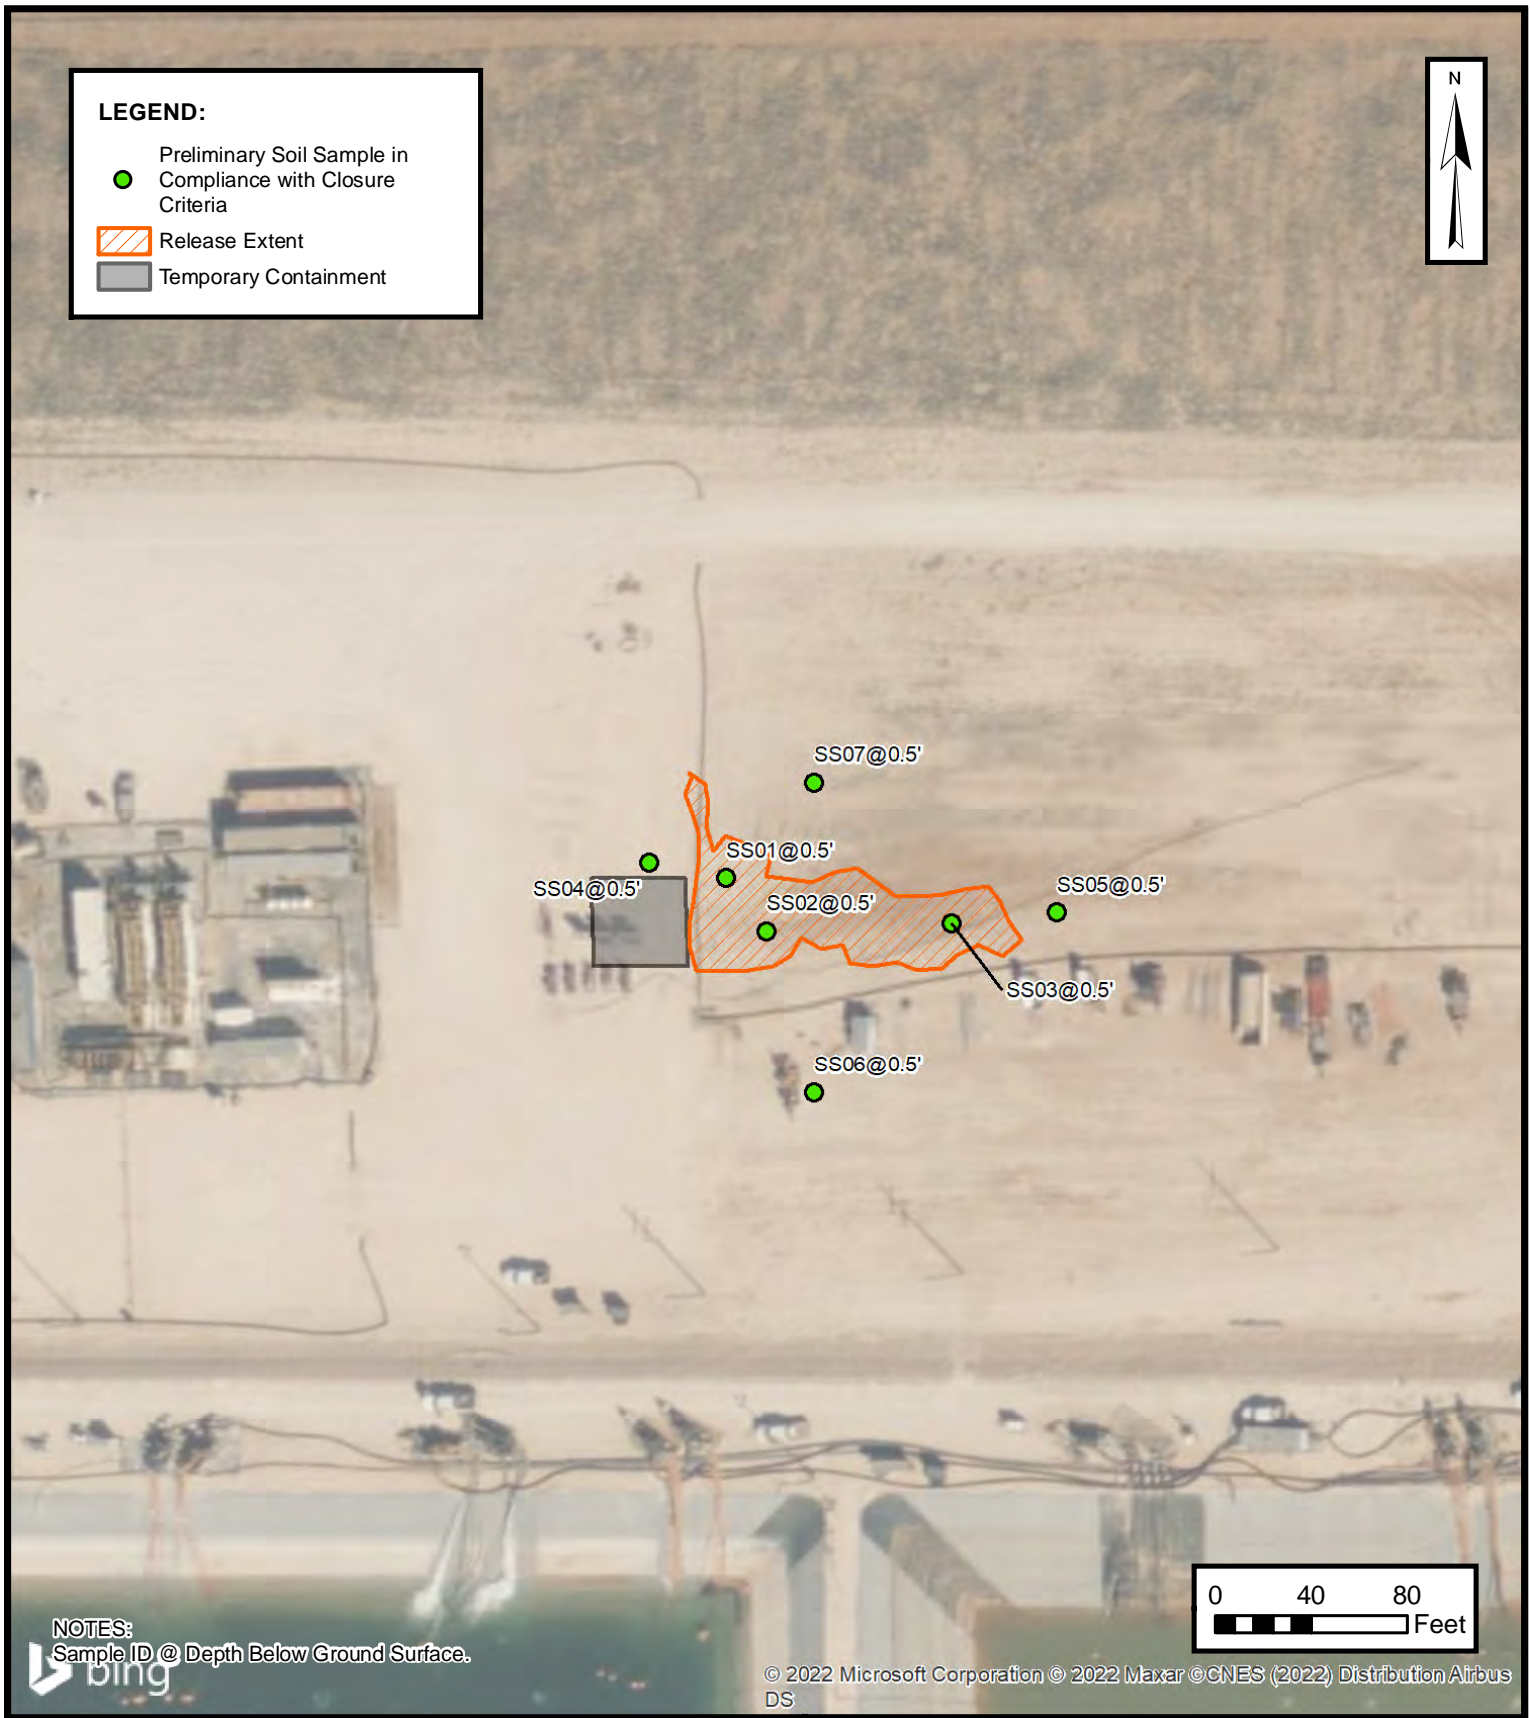 LEGEND:
Preliminary Soil Sample in
Compliance with Closure
Criteria
Release Extent
Temporary Containment
N
SS07@0.5'
SS01@0.5'
SS04@0.5'
SS02@0.5'
SS05@0.5'
SS03@0.5'
SS06@0.5'
0 40 80
Feet
NOTES:
Sample ID @ Depth Below Ground Surface.
bing
© 2022 Microsoft Corporation © 2022 Maxar ©CNES (2022) Distribution Airbus
DS